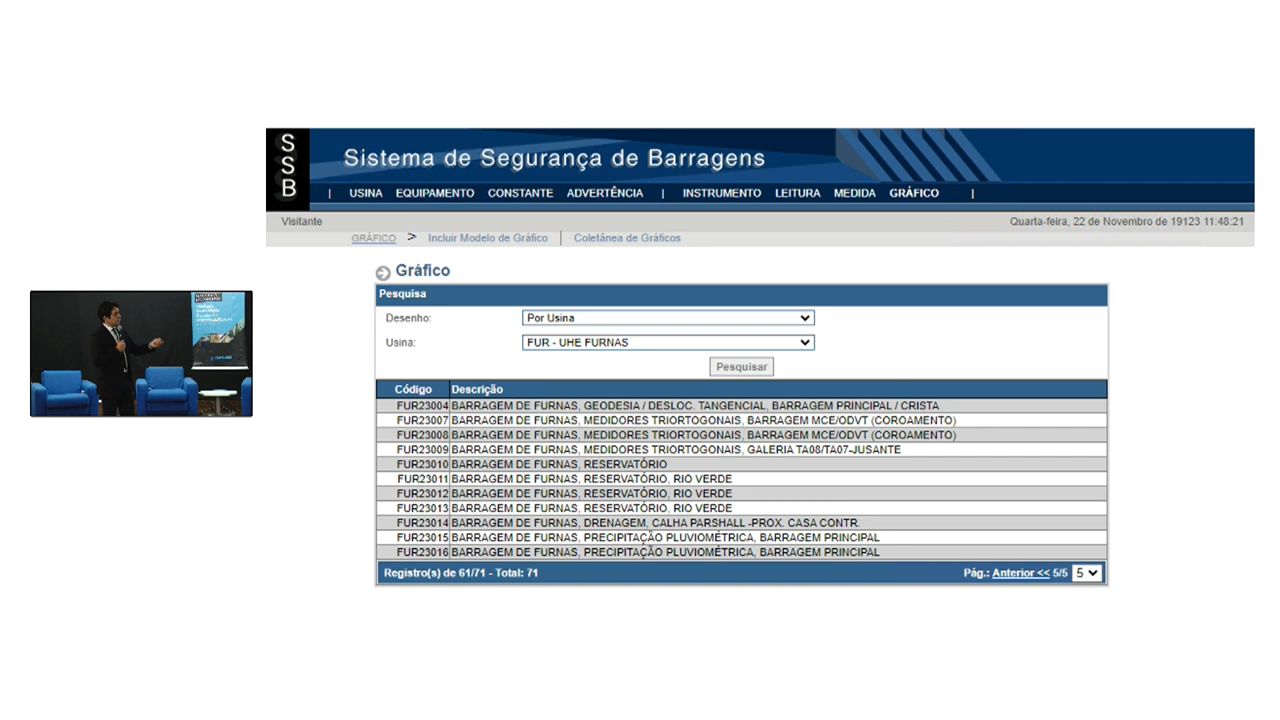 SSB
Sistema de Segurança de Barragens
| USINA EQUIPAMENTO CONSTANTE ADVERTÊNCIA | INSTRUMENTO LEITURA MEDIDA GRÁFICO |
Visitante Quarta-feira, 22 de Novembro de 19123 11:48:21
GRÁFICO > Incluir Modelo de Gráfico | Coletânea de Gráficos
Gráfico
Pesquisa
Desenho: Por Usina
Usina: FUR - UHE FURNAS
Pesquisar
Código Descrição
FUR23004 BARRAGEM DE FURNAS, GEODESIA / DESLOC. TANGENCIAL, BARRAGEM PRINCIPAL / CRISTA
FUR23007 BARRAGEM DE FURNAS, MEDIDORES TRIORTOGONAIS, BARRAGEM MCE/ODVT (COROAMENTO)
FUR23008 BARRAGEM DE FURNAS, MEDIDORES TRIORTOGONAIS, BARRAGEM MCE/ODVT (COROAMENTO)
FUR23009 BARRAGEM DE FURNAS, MEDIDORES TRIORTOGONAIS, GALERIA TA08/TA07-JUSANTE
FUR23010 BARRAGEM DE FURNAS, RESERVATÓRIO
FUR23011 BARRAGEM DE FURNAS, RESERVATÓRIO, RIO VERDE
FUR23012 BARRAGEM DE FURNAS, RESERVATÓRIO, RIO VERDE
FUR23013 BARRAGEM DE FURNAS, RESERVATÓRIO, RIO VERDE
FUR23014 BARRAGEM DE FURNAS, DRENAGEM, CALHA PARSHALL -PROX. CASA CONTR.
FUR23015 BARRAGEM DE FURNAS, PRECIPITAÇÃO PLUVIOMÉTRICA, BARRAGEM PRINCIPAL
FUR23016 BARRAGEM DE FURNAS, PRECIPITAÇÃO PLUVIOMÉTRICA, BARRAGEM PRINCIPAL
Registro(s) de 61/71 - Total: 71 Pág.: Anterior << 5/5 5